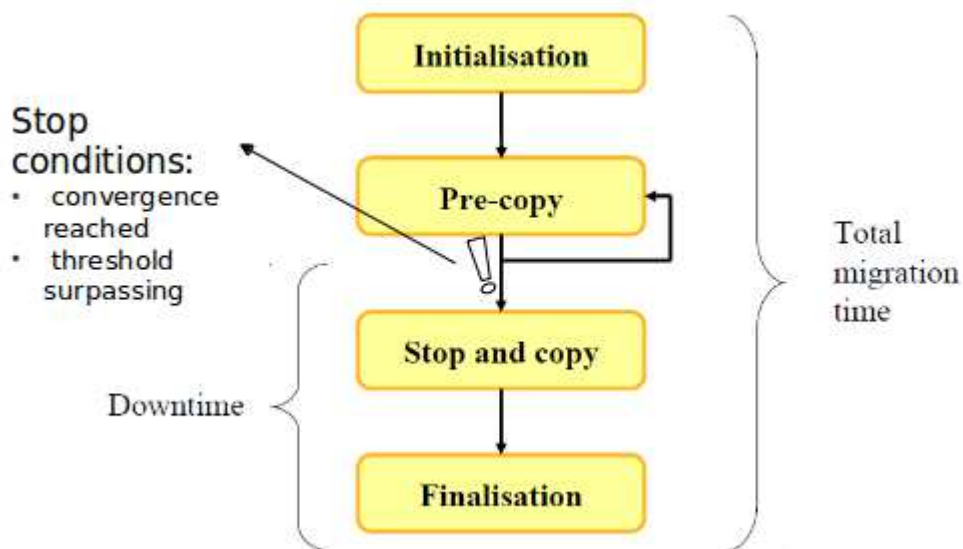 Initialisation
Stop
conditions:
• convergence
reached
• threshold
surpassing
Pre-copy
!
Total
migration
time
Stop and copy
Downtime
Finalisation